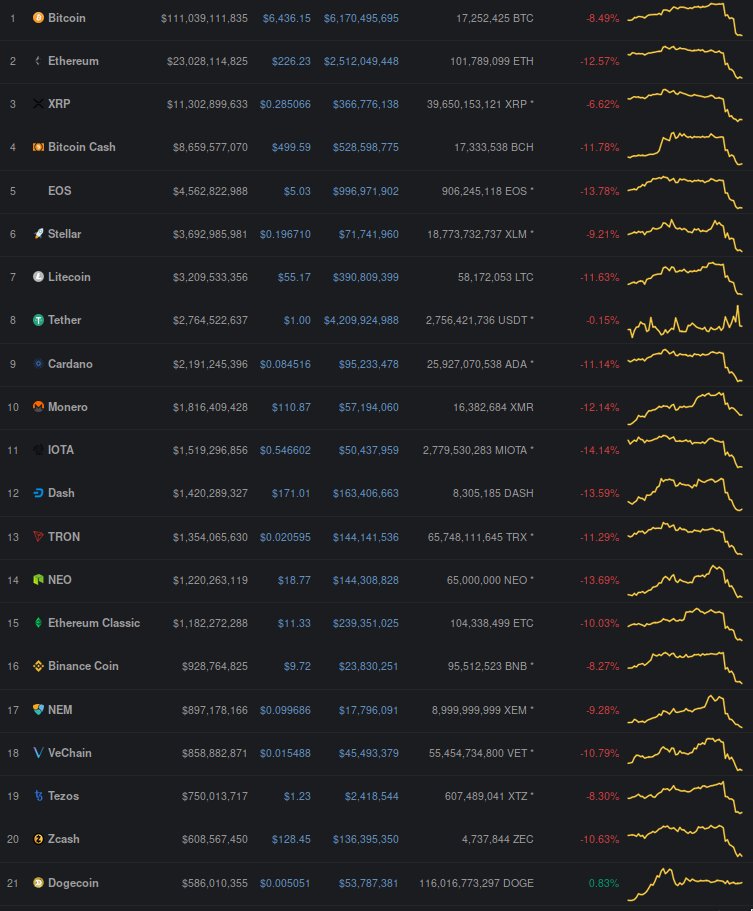 1 Bitcoin $111,039,111,835 $6,436.15 $6,170,495,695 17,252,425 BTC -8.49%
2 Ethereum $23,028,114,825 $226.23 $2,512,049,448 101,789,099 ETH -12.57%
3 XRP $11,302,899,633 $0.285066 $366,776,138 39,650,153,121 XRP * -6.62%
4 Bitcoin Cash $8,659,577,070 $499.59 $528,598,775 17,333,538 BCH -11.78%
5 EOS $4,562,822,988 $5.03 $996,971,902 906,245,118 EOS * -13.78%
6 Stellar $3,692,985,981 $0.196710 $71,741,960 18,773,732,737 XLM * -9.21%
7 Litecoin $3,209,533,356 $55.17 $390,809,399 58,172,053 LTC -11.63%
8 Tether $2,764,522,637 $1.00 $4,209,924,988 2,756,421,736 USDT * -0.15%
9 Cardano $2,191,245,396 $0.084516 $95,233,478 25,927,070,538 ADA * -11.14%
10 Monero $1,816,409,428 $110.87 $57,194,060 16,382,684 XMR -12.14%
11 IOTA $1,519,296,856 $0.546602 $50,437,959 2,779,530,283 MIOTA * -14.14%
12 Dash $1,420,289,327 $171.01 $163,406,663 8,305,185 DASH -13.59%
13 TRON $1,354,065,630 $0.020595 $144,141,536 65,748,111,645 TRX * -11.29%
14 NEO $1,220,263,119 $18.77 $144,308,828 65,000,000 NEO * -13.69%
15 Ethereum Classic $1,182,272,288 $11.33 $239,351,025 104,338,499 ETC -10.03%
16 Binance Coin $928,764,825 $9.72 $23,830,251 95,512,523 BNB * -8.27%
17 NEM $897,178,166 $0.099686 $17,796,091 8,999,999,999 XEM * -9.28%
18 VeChain $858,882,871 $0.015488 $45,493,379 55,454,734,800 VET * -10.79%
19 Tezos $750,013,717 $1.23 $2,418,544 607,489,041 XTZ * -8.30%
20 Zcash $608,567,450 $128.45 $136,395,350 4,737,844 ZEC -10.63%
21 Dogecoin $586,010,355 $0.005051 $53,787,381 116,016,773,297 DOGE 0.83%